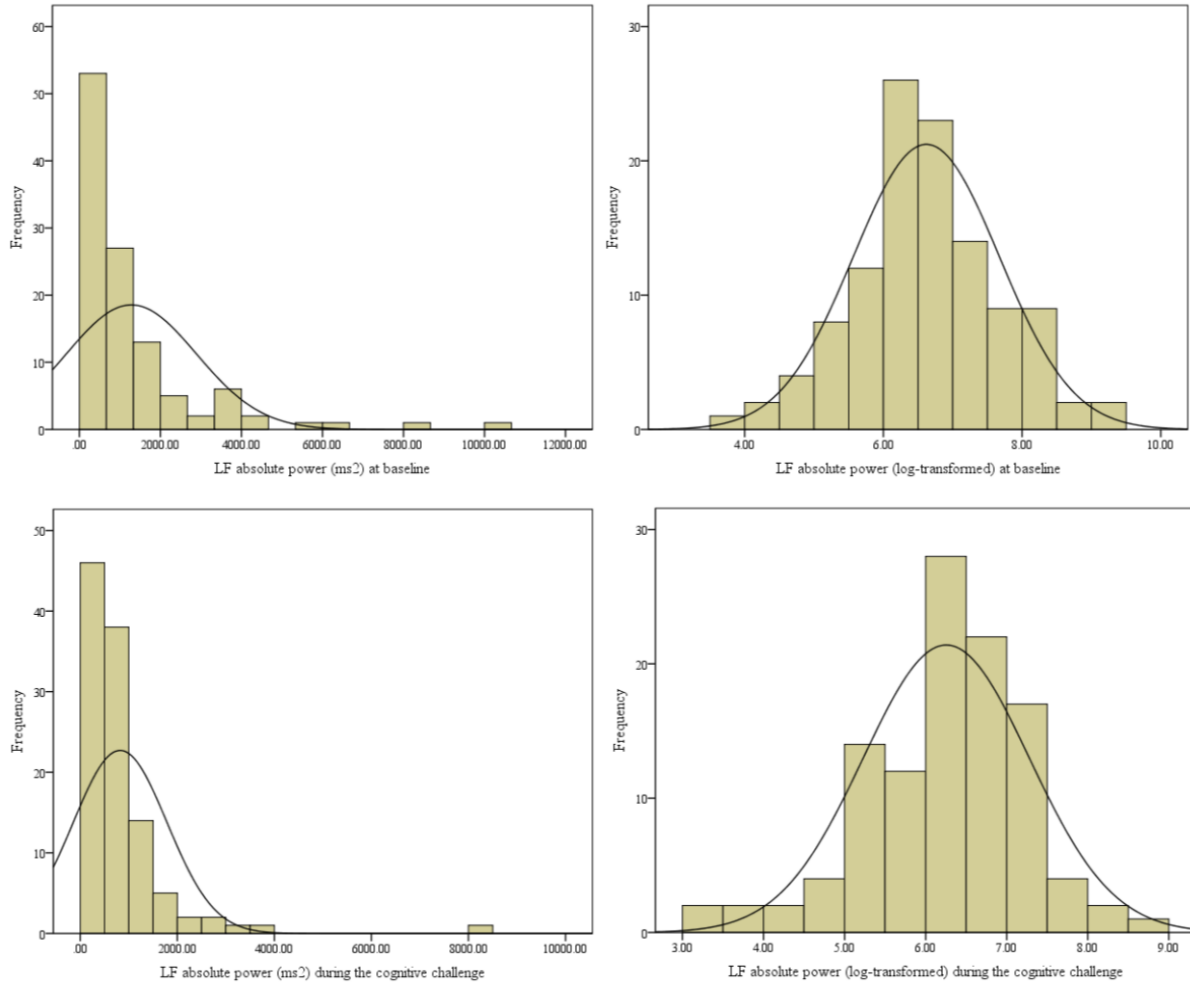 60
50
40
30
20
10
0
Frequency
.00 2000.00 4000.00 6000.00 8000.00 10000.00 12000.00
LF absolute power (ms2) at baseline
30
20
10
0
Frequency
4.00 6.00 8.00 10.00
LF absolute power (log-transformed) at baseline
50
40
30
20
10
0
Frequency
.00 2000.00 4000.00 6000.00 8000.00 10000.00
LF absolute power (ms2) during the cognitive challenge
30
20
10
0
Frequency
3.00 4.00 5.00 6.00 7.00 8.00 9.00
LF absolute power (log-transformed) during the cognitive challenge